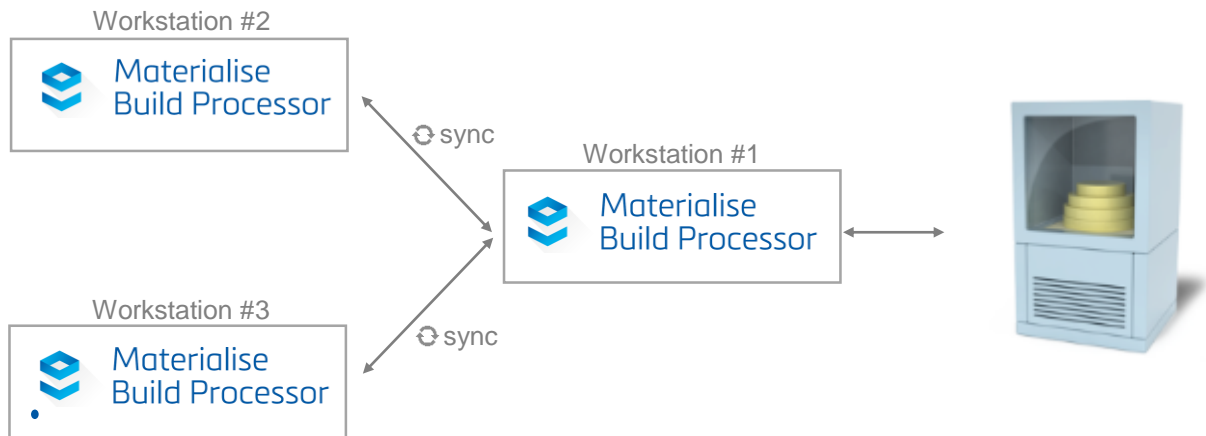 Workstation #2
Materialise
Build Processor
sync
Workstation #1
Materialise
Build Processor
Workstation #3
sync
Materialise
Build Processor